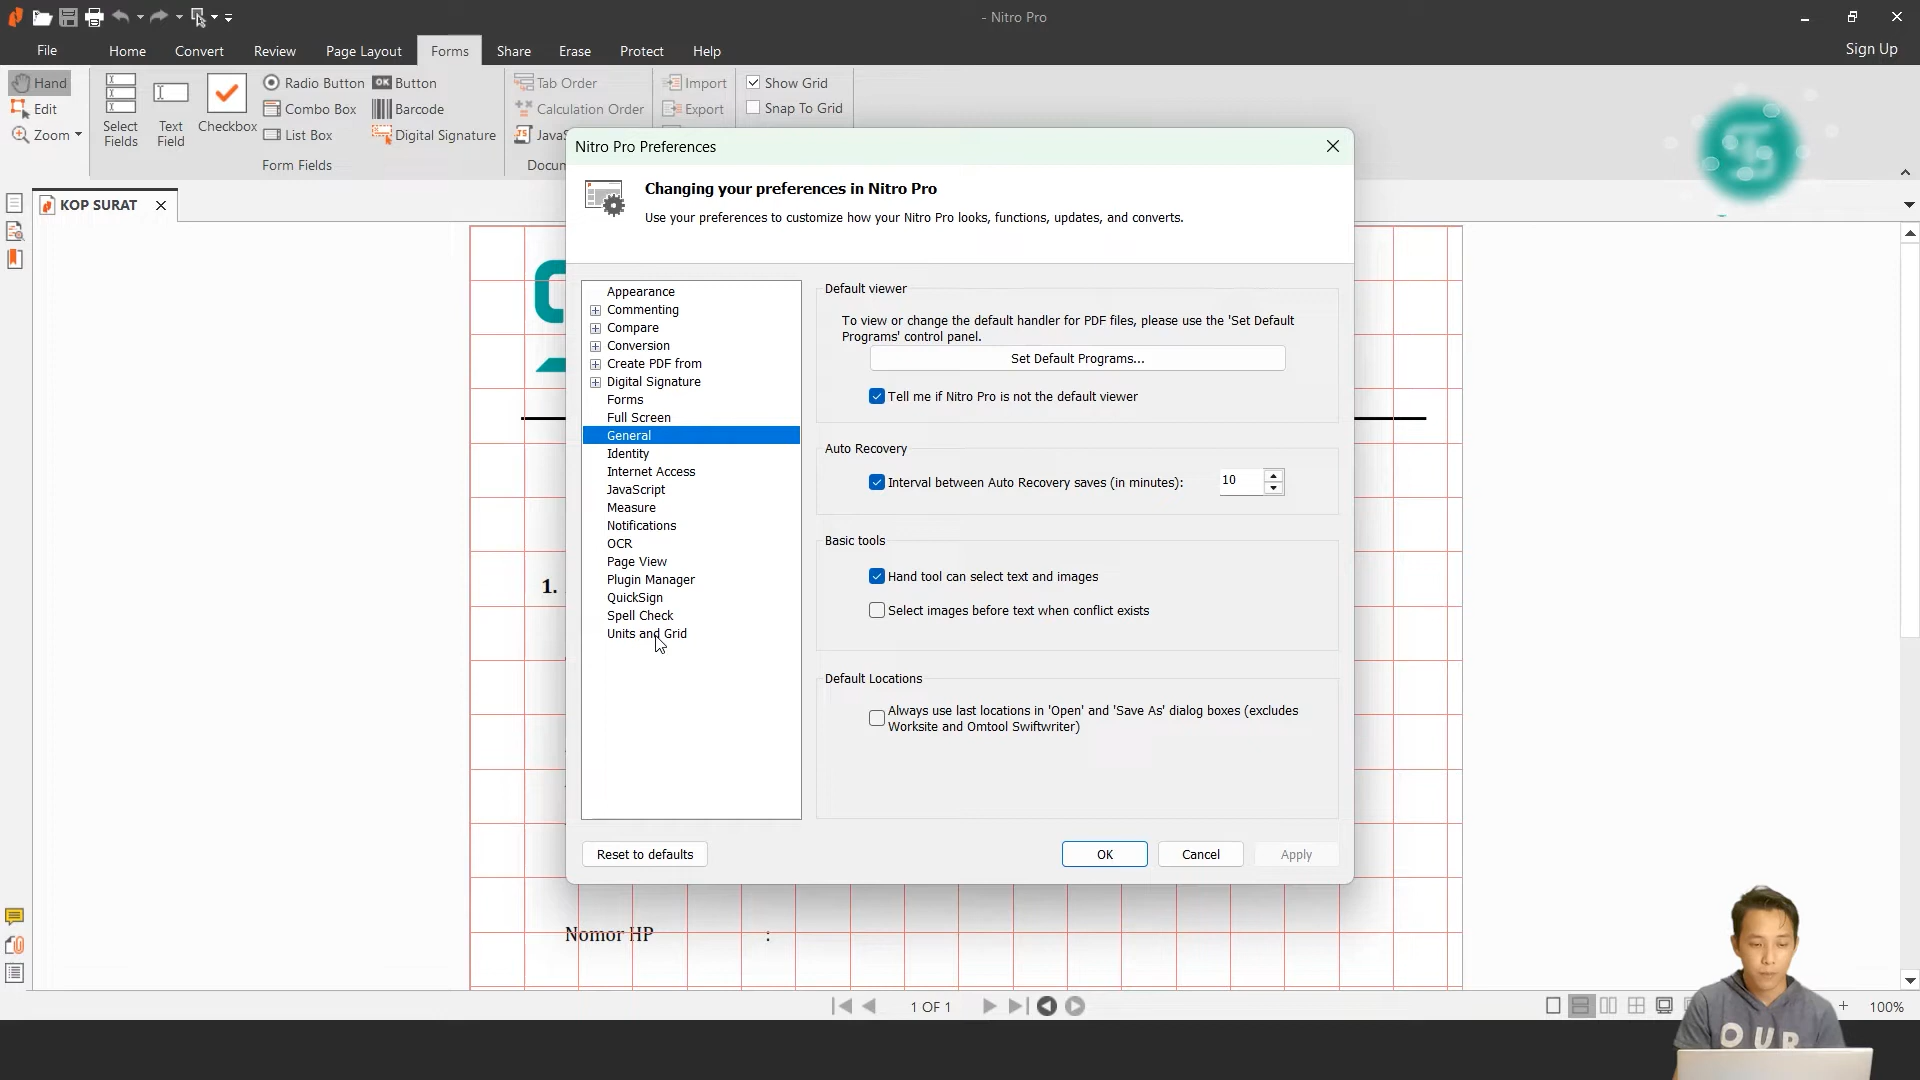 - Nitro Pro
File
Home
Convert
Review
Page Layout
Forms
Share
Erase
Protect
Help
Sign Up
Hand
Edit
Zoom
Select
Fields
Text
Field
Checkbox
Radio Button
Combo Box
List Box
OK Button
Barcode
Digital Signature
Form Fields
Tab Order
Calculation Order
JS
Import
Export
Show Grid
Snap To Grid
KOP SURAT
Nitro Pro Preferences
Changing your preferences in Nitro Pro
Use your preferences to customize how your Nitro Pro looks, functions, updates, and converts.
Appearance
Commenting
Compare
Conversion
Create PDF from
Digital Signature
Forms
Full Screen
General
Identity
Internet Access
JavaScript
Measure
Notifications
OCR
Page View
Plugin Manager
QuickSign
Spell Check
Units and Grid
Default viewer
To view or change the default handler for PDF files, please use the 'Set Default
Programs' control panel.
Set Default Programs...
Tell me if Nitro Pro is not the default viewer
Auto Recovery
Interval between Auto Recovery saves (in minutes):
10
Basic tools
Hand tool can select text and images
Select images before text when conflict exists
Default Locations
Always use last locations in 'Open' and 'Save As' dialog boxes (excludes
Worksite and Omtool Swiftwriter)
Reset to defaults
OK
Cancel
Apply
1.
Nomor HP :
1 OF 1
100%
OUR